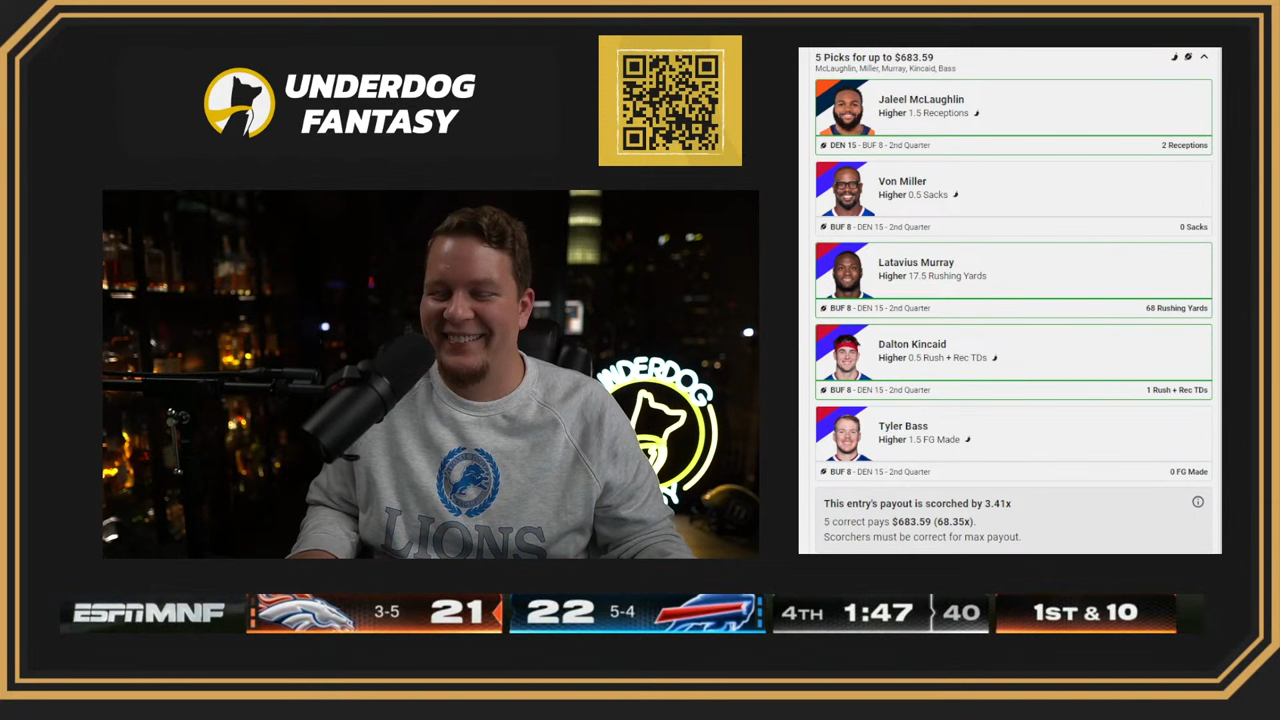 UNDERDOG
FANTASY
5 Picks for up to $683.59
McLaughlin, Miller, Murray, Kincaid, Bass
Jaleel McLaughlin
Higher 1.5 Receptions
DEN 15 - BUF 8 - 2nd Quarter
2 Receptions
Von Miller
Higher 0.5 Sacks
BUF 8 - DEN 15 - 2nd Quarter
0 Sacks
Latavius Murray
Higher 17.5 Rushing Yards
BUF 8 - DEN 15 - 2nd Quarter
68 Rushing Yards
Dalton Kincaid
Higher 0.5 Rush + Rec TDs
BUF 8 - DEN 15 - 2nd Quarter
1 Rush + Rec TDs
Tyler Bass
Higher 1.5 FG Made
BUF 8 - DEN 15 - 2nd Quarter
0 FG Made
This entry's payout is scorched by 3.41x
5 correct pays $683.59 (68.35x).
Scorchers must be correct for max payout.
UNDERDOG
LIONS
ESPN MNF
3-5
21
22
5-4
4TH
1:47
40
1ST & 10